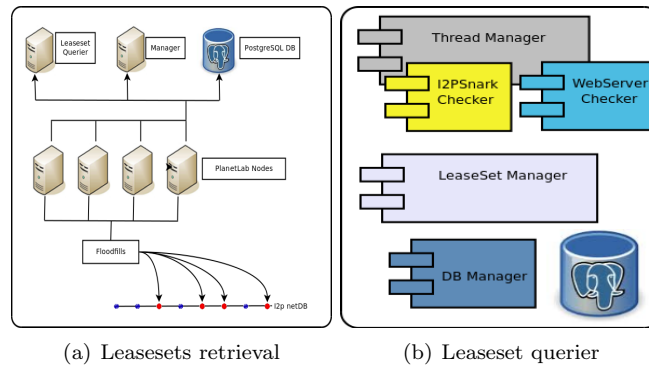 Leaseset
Querier
Manager
PostgreSQL DB
PlanetLab Nodes
Floodfills
I2p netDB
(a) Leasesets retrieval
Thread Manager
I2PSnark
Checker
WebServer
Checker
LeaseSet Manager
DB Manager
(b) Leaseset querier